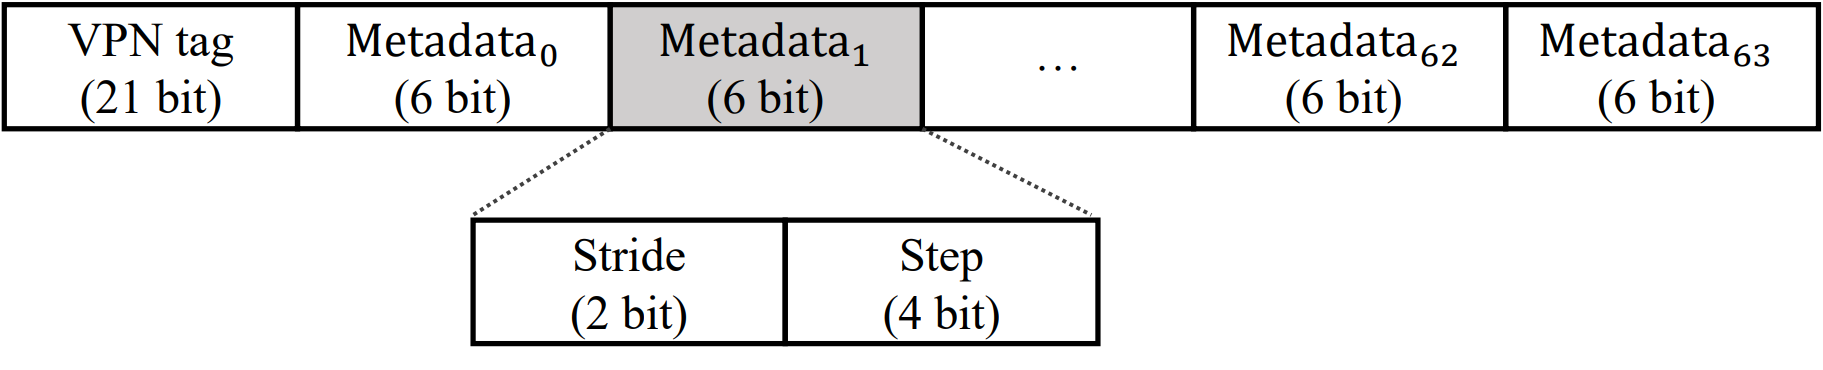 VPN tag
(21 bit)
Metadata₀
(6 bit)
Metadata₁
(6 bit)
…
Metadata₆₂
(6 bit)
Metadata₆₃
(6 bit)
Stride
(2 bit)
Step
(4 bit)